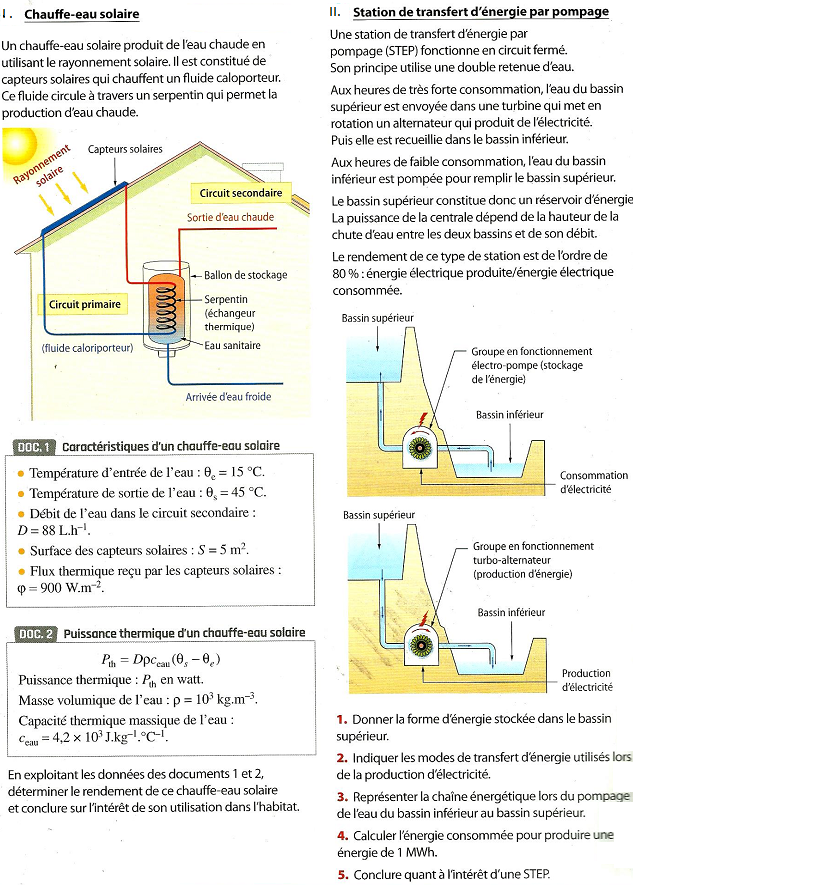 I. Chauffe-eau solaire
Un chauffe-eau solaire produit de l'eau chaude en
utilisant le rayonnement solaire. Il est constitué de
capteurs solaires qui chauffent un fluide caloporteur.
Ce fluide circule à travers un serpentin qui permet la
production d'eau chaude.
Rayonnement
solaire
Capteurs solaires
Circuit secondaire
Sortie d'eau chaude
Ballon de stockage
Circuit primaire
Serpentin
(échangeur
thermique)
(fluide caloriporteur)
Eau sanitaire
Arrivée d'eau froide
DOC. 1 Caractéristiques d'un chauffe-eau solaire
• Température d'entrée de l'eau : θe = 15 °C.
• Température de sortie de l'eau : θs = 45 °C.
• Débit de l'eau dans le circuit secondaire :
D = 88 L.h⁻¹.
• Surface des capteurs solaires : S = 5 m².
• Flux thermique reçu par les capteurs solaires :
φ = 900 W.m⁻².
DOC. 2 Puissance thermique d'un chauffe-eau solaire
Pth = Dρceau(θs – θe)
Puissance thermique : Pth en watt.
Masse volumique de l'eau : ρ = 10³ kg.m⁻³.
Capacité thermique massique de l'eau :
ceau = 4,2 × 10³ J.kg⁻¹.°C⁻¹.
En exploitant les données des documents 1 et 2,
déterminer le rendement de ce chauffe-eau solaire
et conclure sur l'intérêt de son utilisation dans l'habitat.
II. Station de transfert d'énergie par pompage
Une station de transfert d'énergie par
pompage (STEP) fonctionne en circuit fermé.
Son principe utilise une double retenue d'eau.
Aux heures de très forte consommation, l'eau du bassin
supérieur est envoyée dans une turbine qui met en
rotation un alternateur qui produit de l'électricité.
Puis elle est recueillie dans le bassin inférieur.
Aux heures de faible consommation, l'eau du bassin
inférieur est pompée pour remplir le bassin supérieur.
Le bassin supérieur constitue donc un réservoir d'énergie
La puissance de la centrale dépend de la hauteur de la
chute d'eau entre les deux bassins et de son débit.
Le rendement de ce type de station est de l'ordre de
80 % : énergie électrique produite/énergie électrique
consommée.
Bassin supérieur
Groupe en fonctionnement
électro-pompe (stockage
de l'énergie)
Bassin inférieur
Consommation
d'électricité
Bassin supérieur
Groupe en fonctionnement
turbo-alternateur
(production d'énergie)
Bassin inférieur
Production
d'électricité
1. Donner la forme d'énergie stockée dans le bassin
supérieur.
2. Indiquer les modes de transfert d'énergie utilisés lors
de la production d'électricité.
3. Représenter la chaîne énergétique lors du pompage
de l'eau du bassin inférieur au bassin supérieur.
4. Calculer l'énergie consommée pour produire une
énergie de 1 MWh.
5. Conclure quant à l'intérêt d'une STEP.